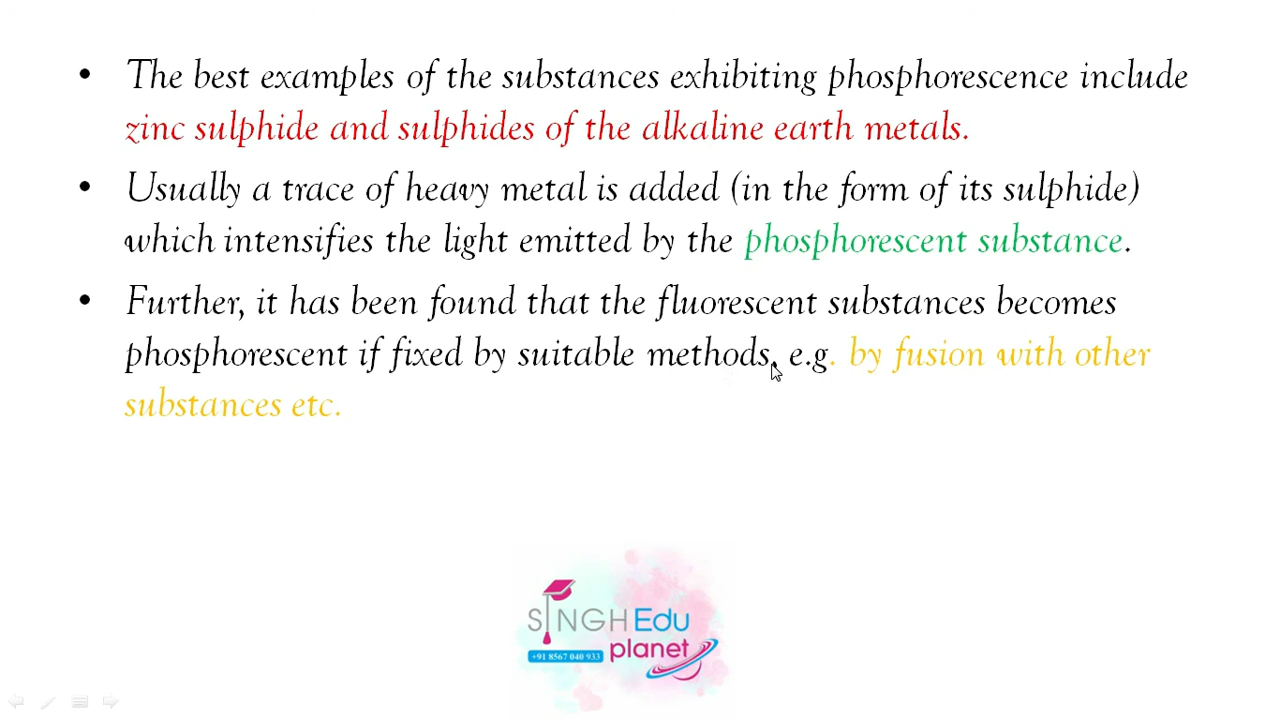 • The best examples of the substances exhibiting phosphorescence include
zinc sulphide and sulphides of the alkaline earth metals.
• Usually a trace of heavy metal is added (in the form of its sulphide)
which intensifies the light emitted by the phosphorescent substance.
• Further, it has been found that the fluorescent substances becomes
phosphorescent if fixed by suitable methods, e.g. by fusion with other
substances etc.
SINGH Edu
planet
+91 8567 040 933